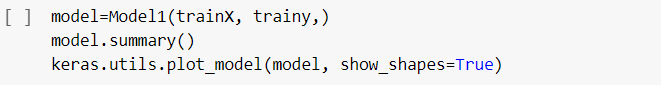 [ ] model=Model1(trainX, trainy,)
model.summary()
keras.utils.plot_model(model, show_shapes=True)